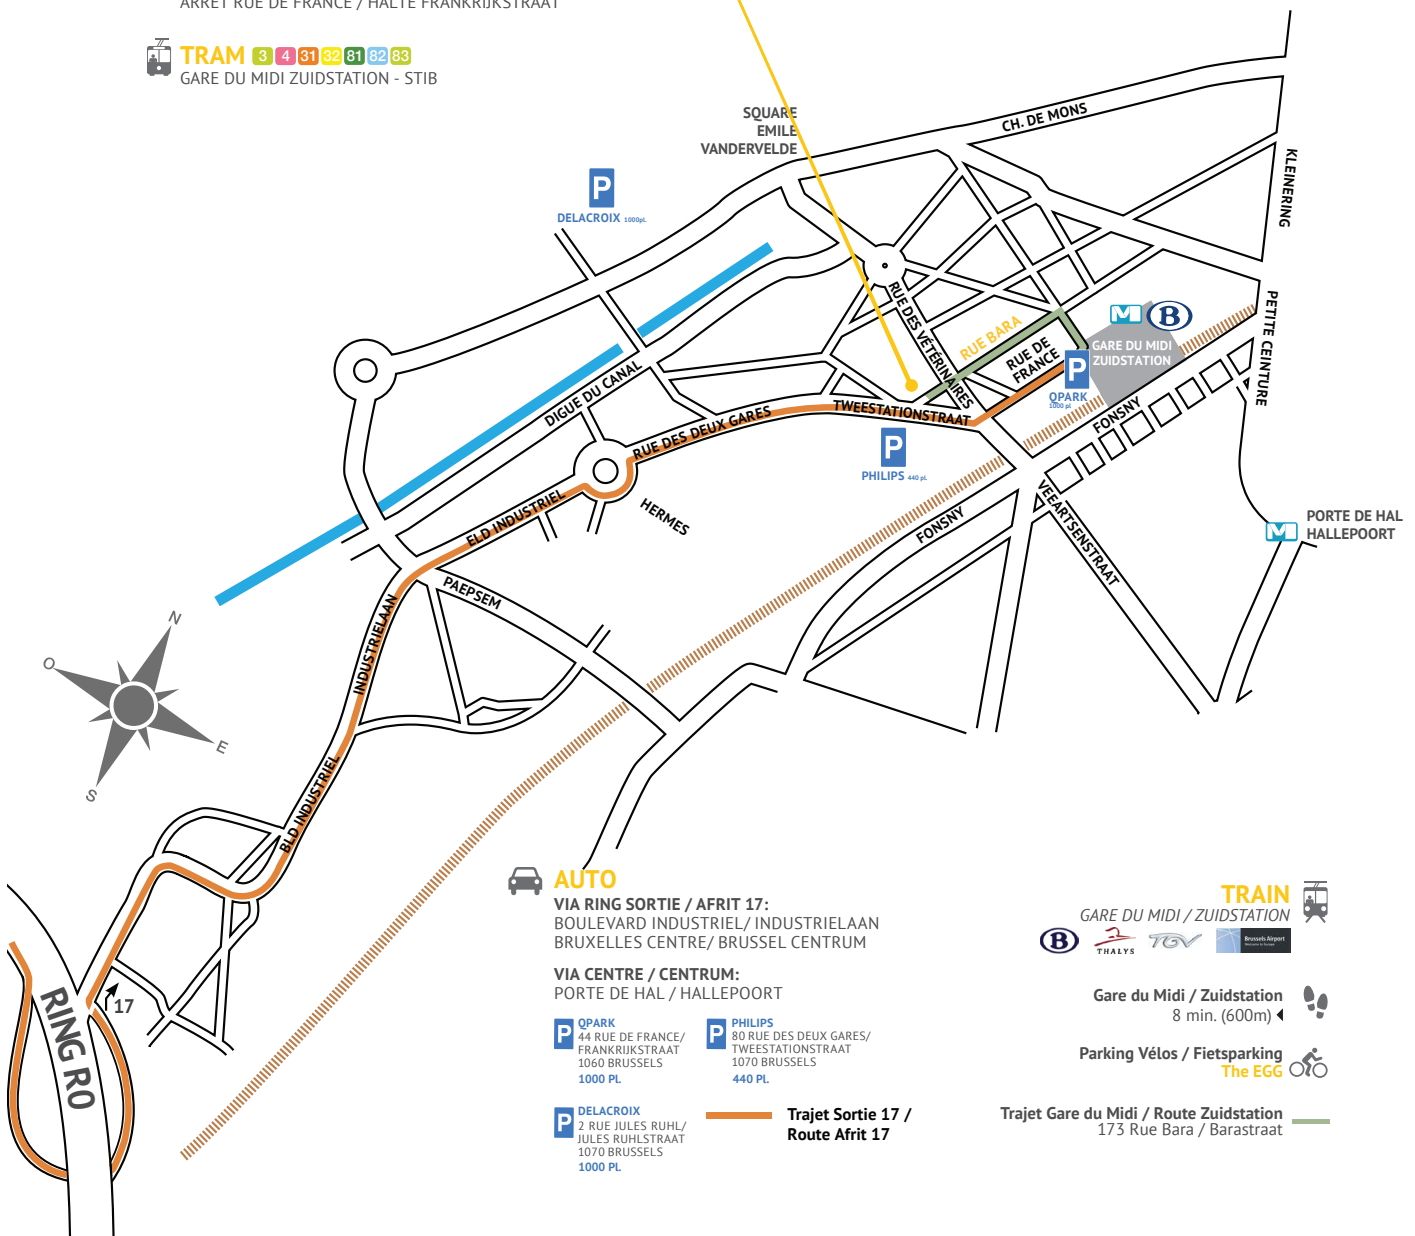 ARRET RUE DE FRANCE / HALTE FRANKRIJKSTRAAT
TRAM 3 4 31 32 81 82 83
GARE DU MIDI ZUIDSTATION - STIB
SQUARE
EMILE
VANDERVELDE
CH. DE MONS
KLEINERING
P
DELACROIX 1000pl.
PETITE CEINTURE
RUE DES VÉTÉRINAIRES
RUE BARA
RUE DE
FRANCE
M B
GARE DU MIDI
ZUIDSTATION
P
QPARK
1000 pl
FONSNY
DIGUE DU CANAL
RUE DES DEUX GARES
TWEESTATIONSTRAAT
P
PHILIPS 440 pl.
HERMES
ELD INDUSTRIEL
FONSNY
VEEARTSENSTRAAT
M
PORTE DE HAL
HALLEPOORT
PAEPSEM
INDUSTRIELAAN
N
O
E
S
BLD INDUSTRIEL
RING R0
17
AUTO
VIA RING SORTIE / AFRIT 17:
BOULEVARD INDUSTRIEL/ INDUSTRIELAAN
BRUXELLES CENTRE/ BRUSSEL CENTRUM
VIA CENTRE / CENTRUM:
PORTE DE HAL / HALLEPOORT
P
QPARK
44 RUE DE FRANCE/
FRANKRIJKSTRAAT
1060 BRUSSELS
1000 PL.
P
PHILIPS
80 RUE DES DEUX GARES/
TWEESTATIONSTRAAT
1070 BRUSSELS
440 PL.
P
DELACROIX
2 RUE JULES RUHL/
JULES RUHLSTRAAT
1070 BRUSSELS
1000 PL
Trajet Sortie 17 /
Route Afrit 17
TRAIN
GARE DU MIDI / ZUIDSTATION
B THALYS TGV Brussels Airport
Gare du Midi / Zuidstation
8 min. (600m)
Parking Vélos / Fietsparking
The EGG
Trajet Gare du Midi / Route Zuidstation
173 Rue Bara / Barastraat